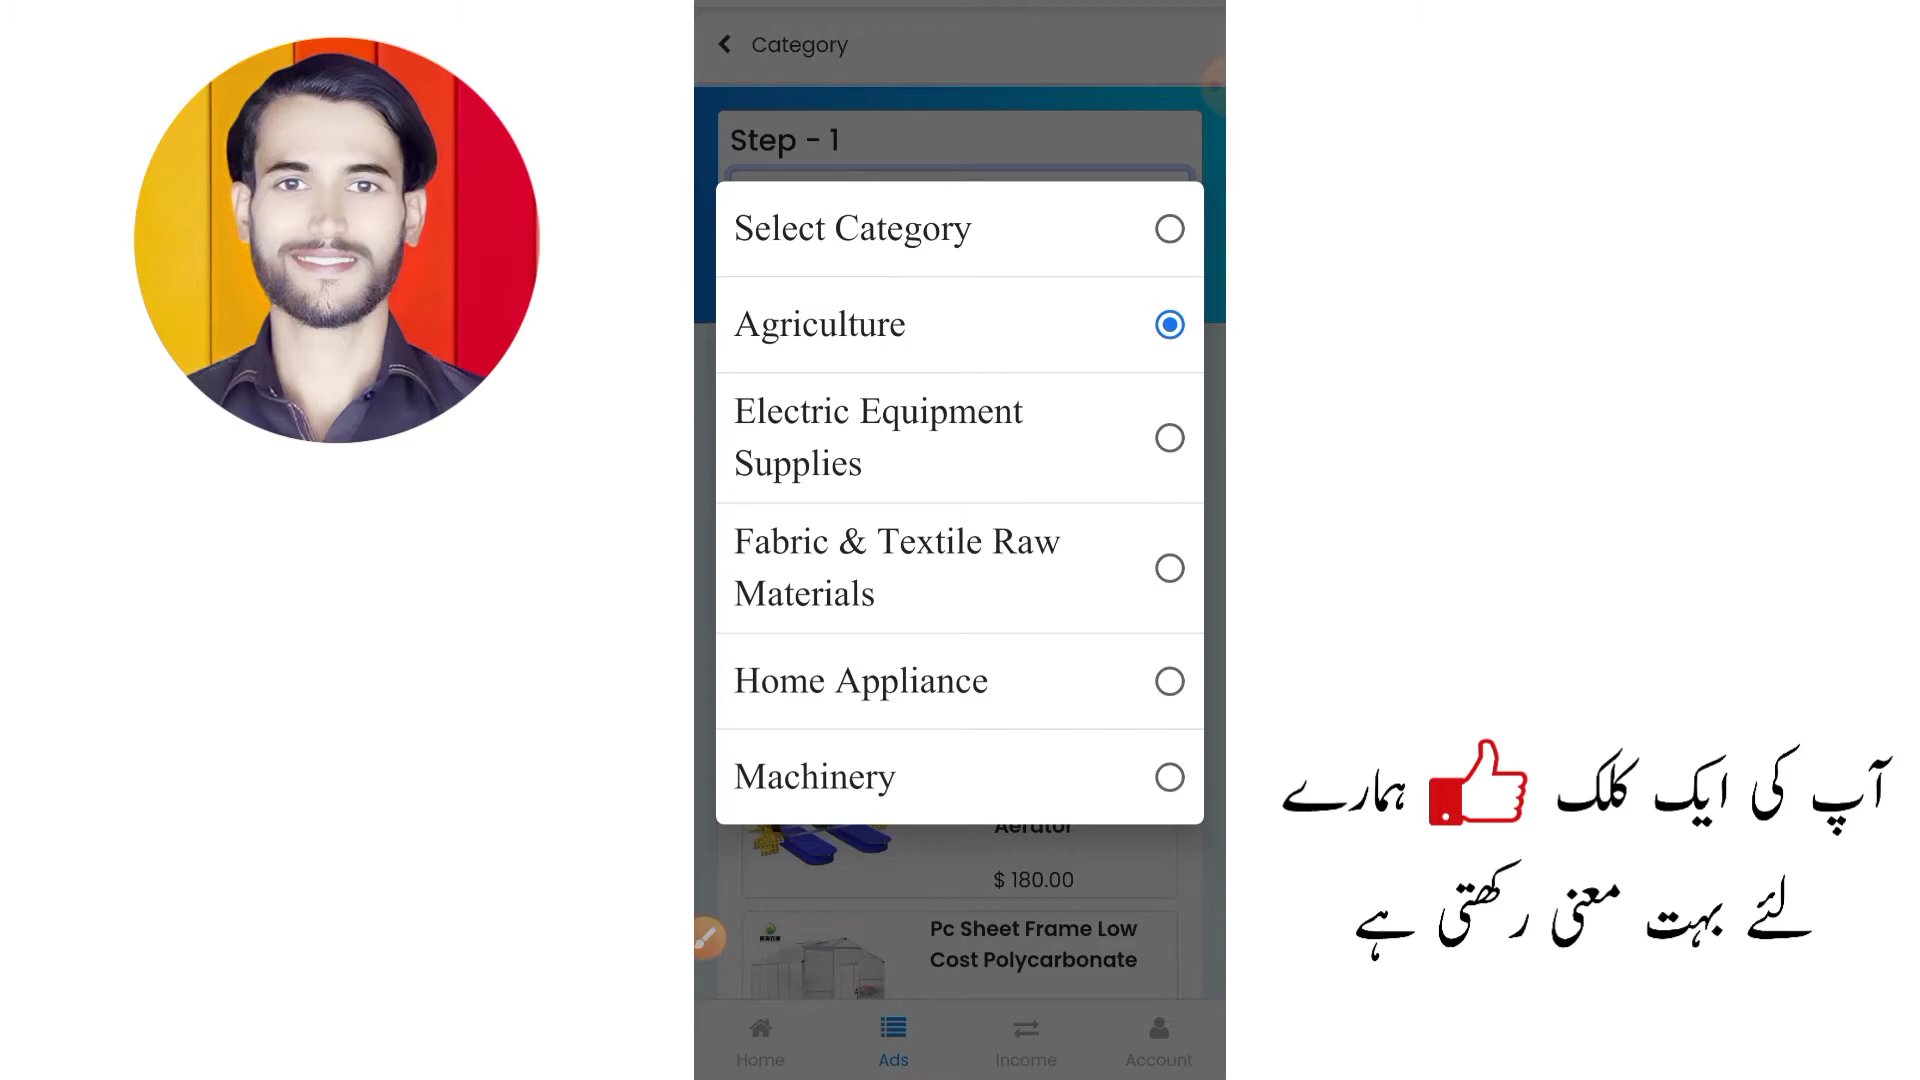 Category
Step - 1
Select Category
Agriculture
Electric Equipment
Supplies
Fabric & Textile Raw
Materials
Home Appliance
Machinery
Aerator
$ 180.00
Pc Sheet Frame Low
Cost Polycarbonate
Home
Ads
Income
Account
آپ کی ایک کلک ہمارے
لئے بہت معنی رکھتی ہے